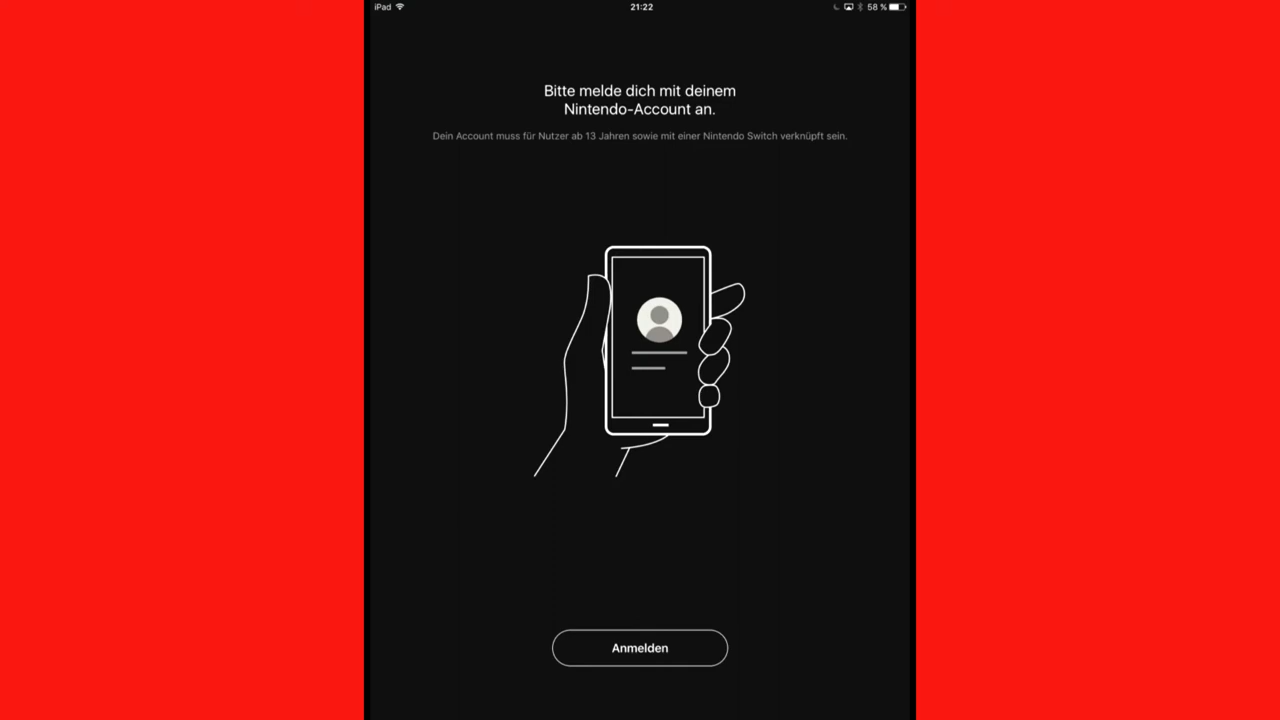 iPad 21:22 58 %
Bitte melde dich mit deinem
Nintendo-Account an.
Dein Account muss für Nutzer ab 13 Jahren sowie mit einer Nintendo Switch verknüpft sein.
Anmelden